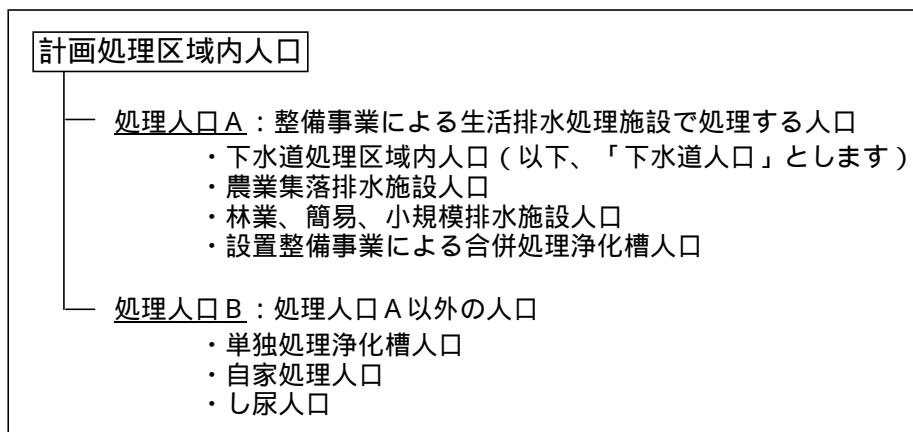 計画処理区域内人口
処理人口A：整備事業による生活排水処理施設で処理する人口
・下水道処理区域内人口（以下、「下水道人口」とします）
・農業集落排水施設人口
・林業、簡易、小規模排水施設人口
・設置整備事業による合併処理浄化槽人口
処理人口B：処理人口A以外の人口
・単独処理浄化槽人口
・自家処理人口
・し尿人口